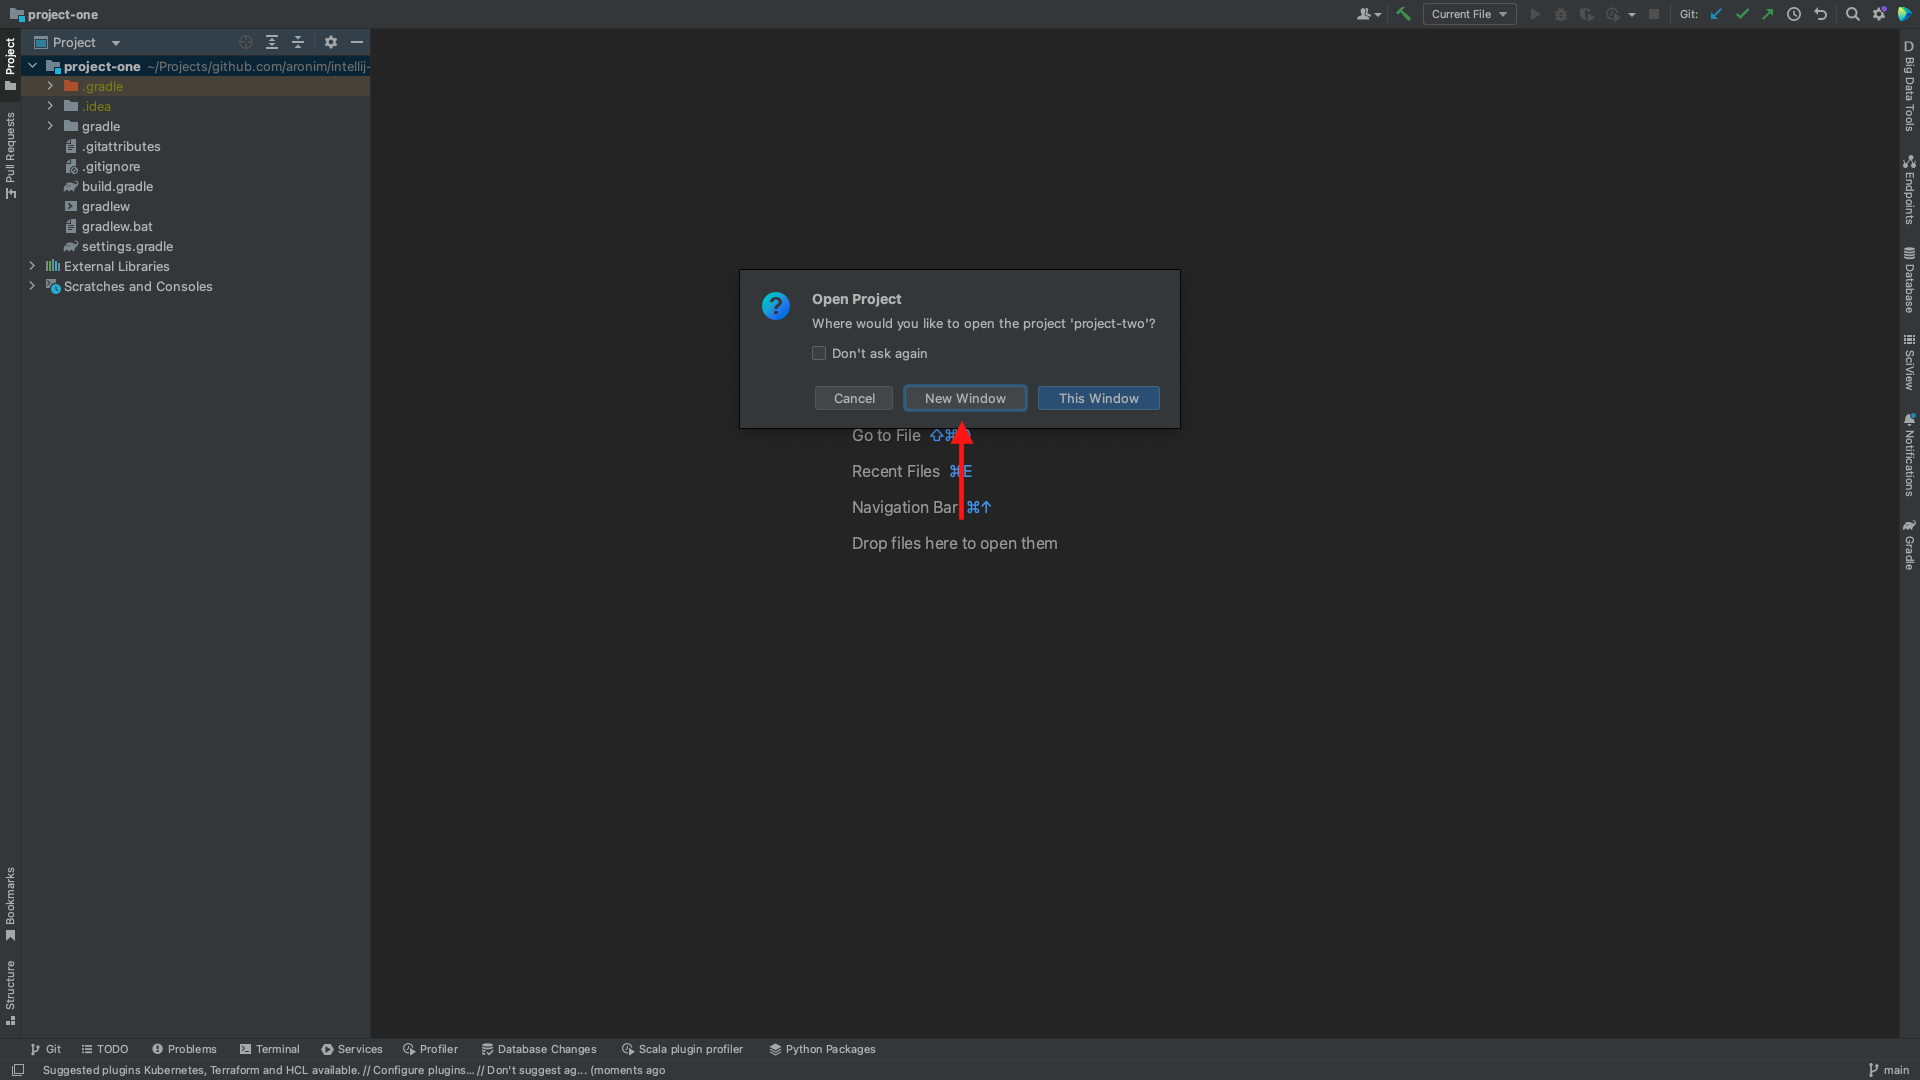 project-one
Current File
Git:
Project
Project
project-one ~/Projects/github.com/aronim/intellij-
.gradle
.idea
gradle
.gitattributes
.gitignore
build.gradle
gradlew
gradlew.bat
settings.gradle
External Libraries
Scratches and Consoles
Pull Requests
Bookmarks
Structure
Open Project
Where would you like to open the project 'project-two'?
Don't ask again
Cancel
New Window
This Window
Go to File ⇧⌘
Recent Files ⌘E
Navigation Bar ⌘↑
Drop files here to open them
D
Big Data Tools
Endpoints
Database
SciView
Notifications
Gradle
Git
TODO
Problems
Terminal
Services
Profiler
Database Changes
Scala plugin profiler
Python Packages
Suggested plugins Kubernetes, Terraform and HCL available. // Configure plugins... // Don't suggest ag... (moments ago
main